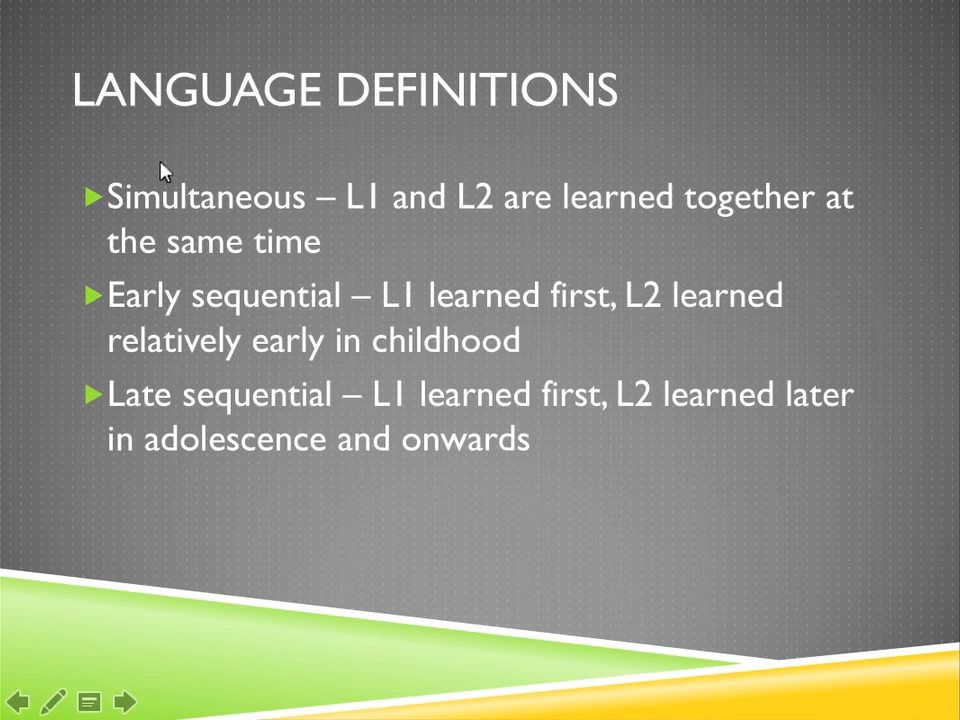 LANGUAGE DEFINITIONS
Simultaneous – L1 and L2 are learned together at
the same time
Early sequential – L1 learned first, L2 learned
relatively early in childhood
Late sequential – L1 learned first, L2 learned later
in adolescence and onwards